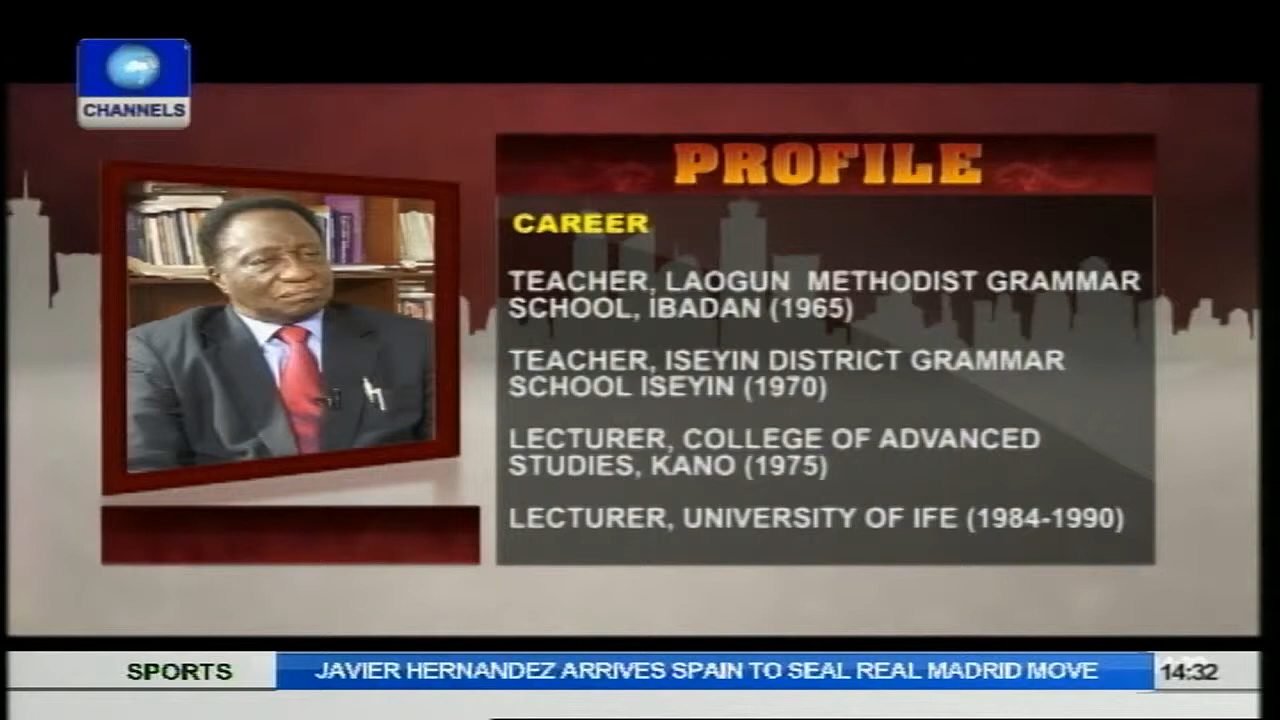 CHANNELS
PROFILE
CAREER
TEACHER, LAOGUN METHODIST GRAMMAR
SCHOOL, IBADAN (1965)
TEACHER, ISEYIN DISTRICT GRAMMAR
SCHOOL ISEYIN (1970)
LECTURER, COLLEGE OF ADVANCED
STUDIES, KANO (1975)
LECTURER, UNIVERSITY OF IFE (1984-1990)
SPORTS
JAVIER HERNANDEZ ARRIVES SPAIN TO SEAL REAL MADRID MOVE
14:32